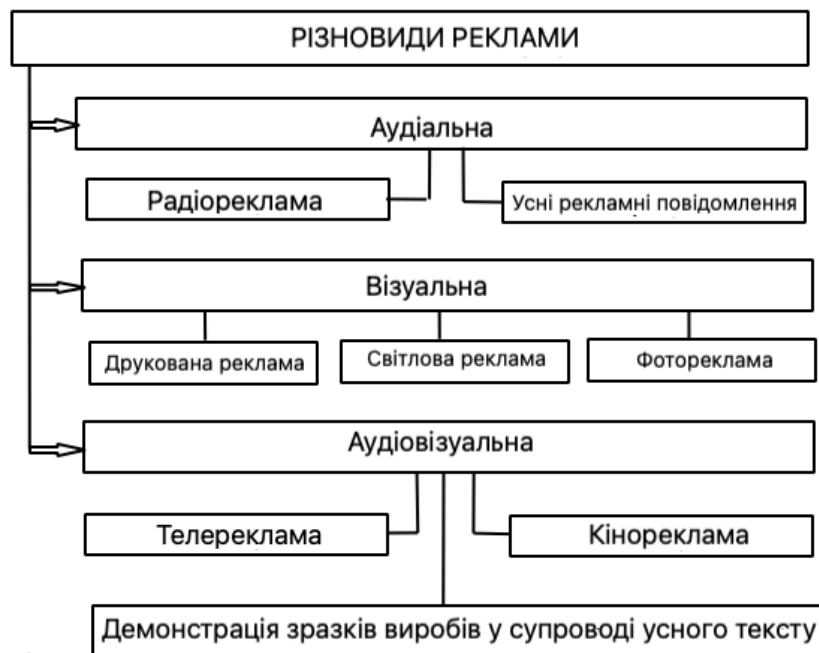 РІЗНОВИДИ РЕКЛАМИ
Аудіальна
Радіореклама
Усні рекламні повідомлення
Візуальна
Друкована реклама
Світлова реклама
Фотореклама
Аудіовізуальна
Телереклама
Кінореклама
Демонстрація зразків виробів у супроводі усного тексту